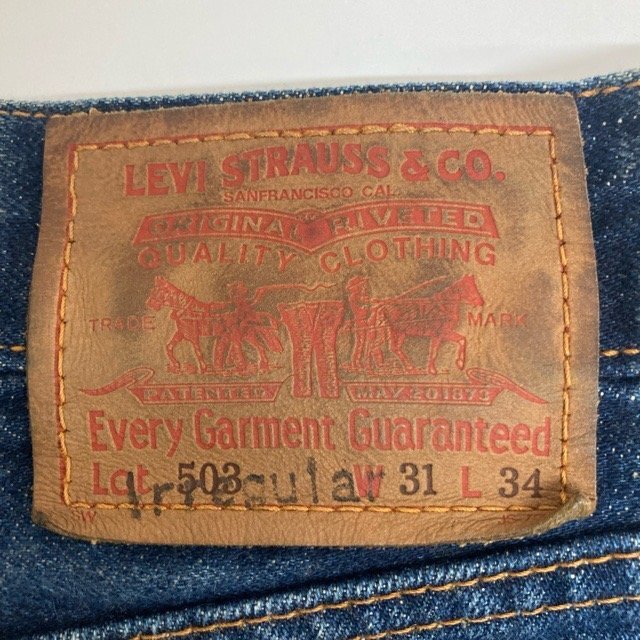 LEVI STRAUSS & CO.
SANFRANCISCO CAL.
ORIGINAL RIVETED
QUALITY CLOTHING
TRADE MARK
PATENTED MAY 20 1873
Every Garment Guaranteed
Lot 503 W 31 L 34
Irregular